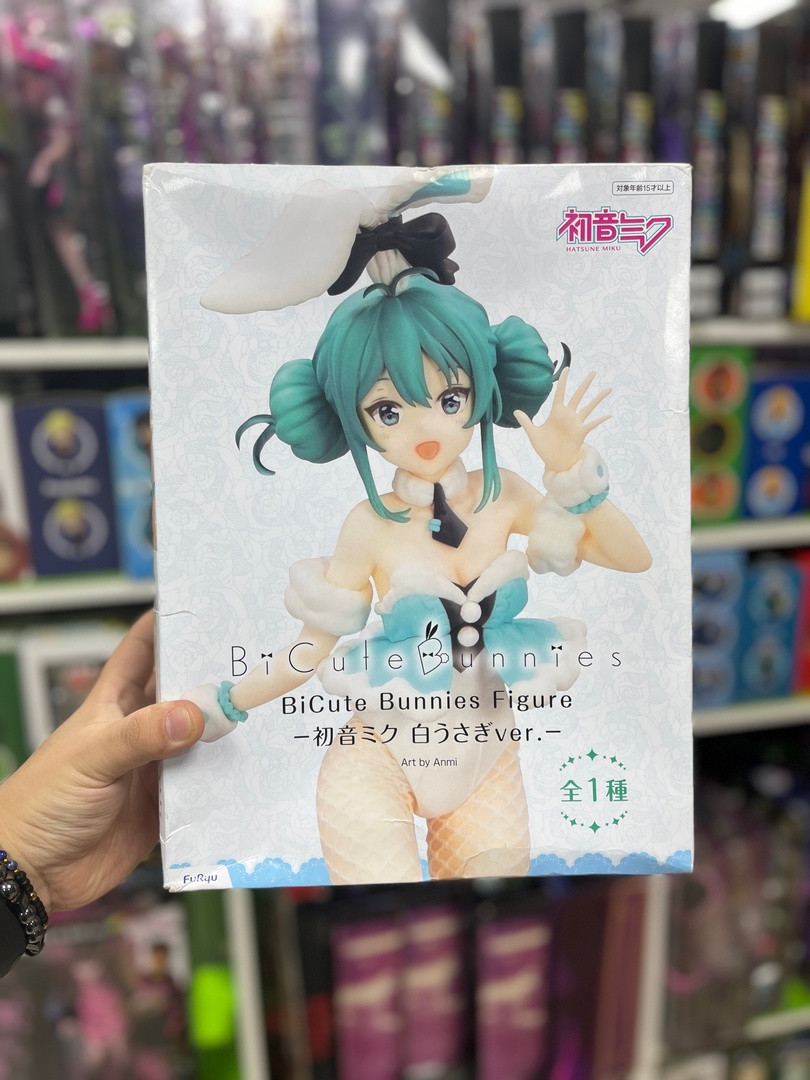 対象年齢15才以上
初音ミク
HATSUNE MIKU
BiCute Bunnies
BiCute Bunnies Figure
－初音ミク 白うさぎver.－
Art by Anmi
全1種
FuRyu